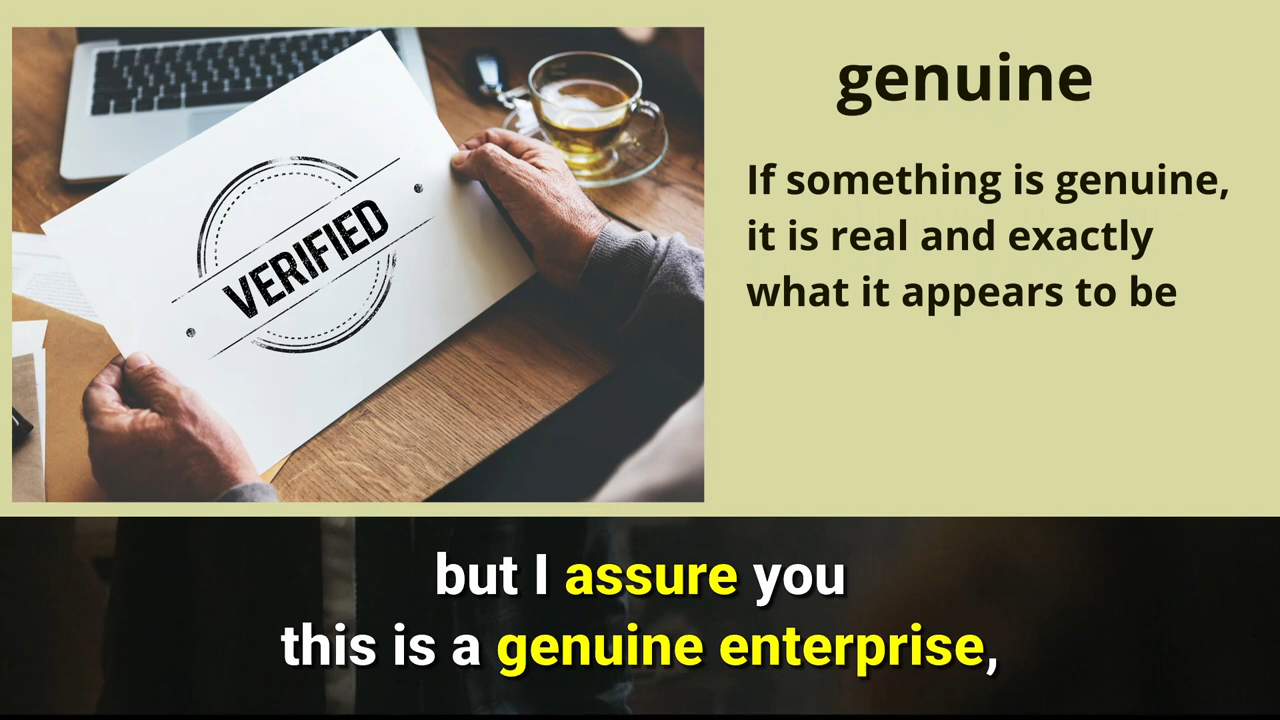 genuine
If something is genuine,
it is real and exactly
what it appears to be
VERIFIED
but I assure you
this is a genuine enterprise,